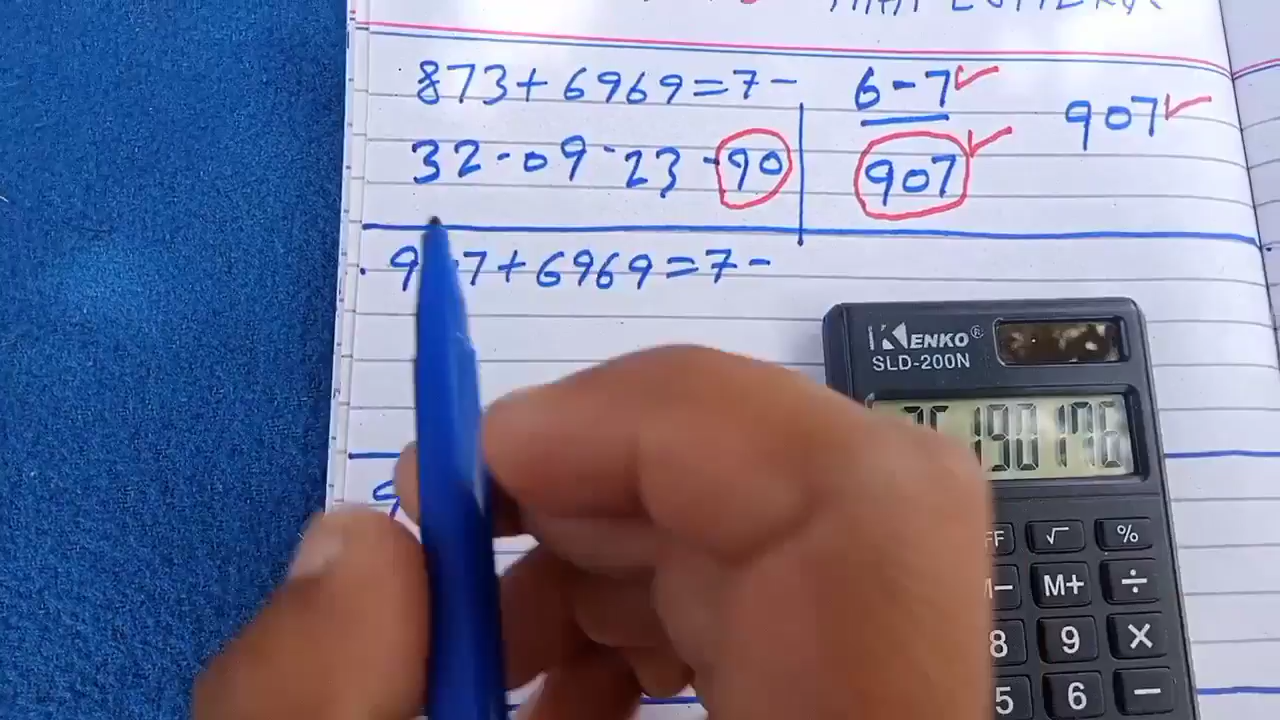 873+6969=7-
6-7
907
32-09-23-90
907
+6969=7-
KENKO®
SLD-200N
190176
√ %
M+ ÷
8 9 ×
5 6 −